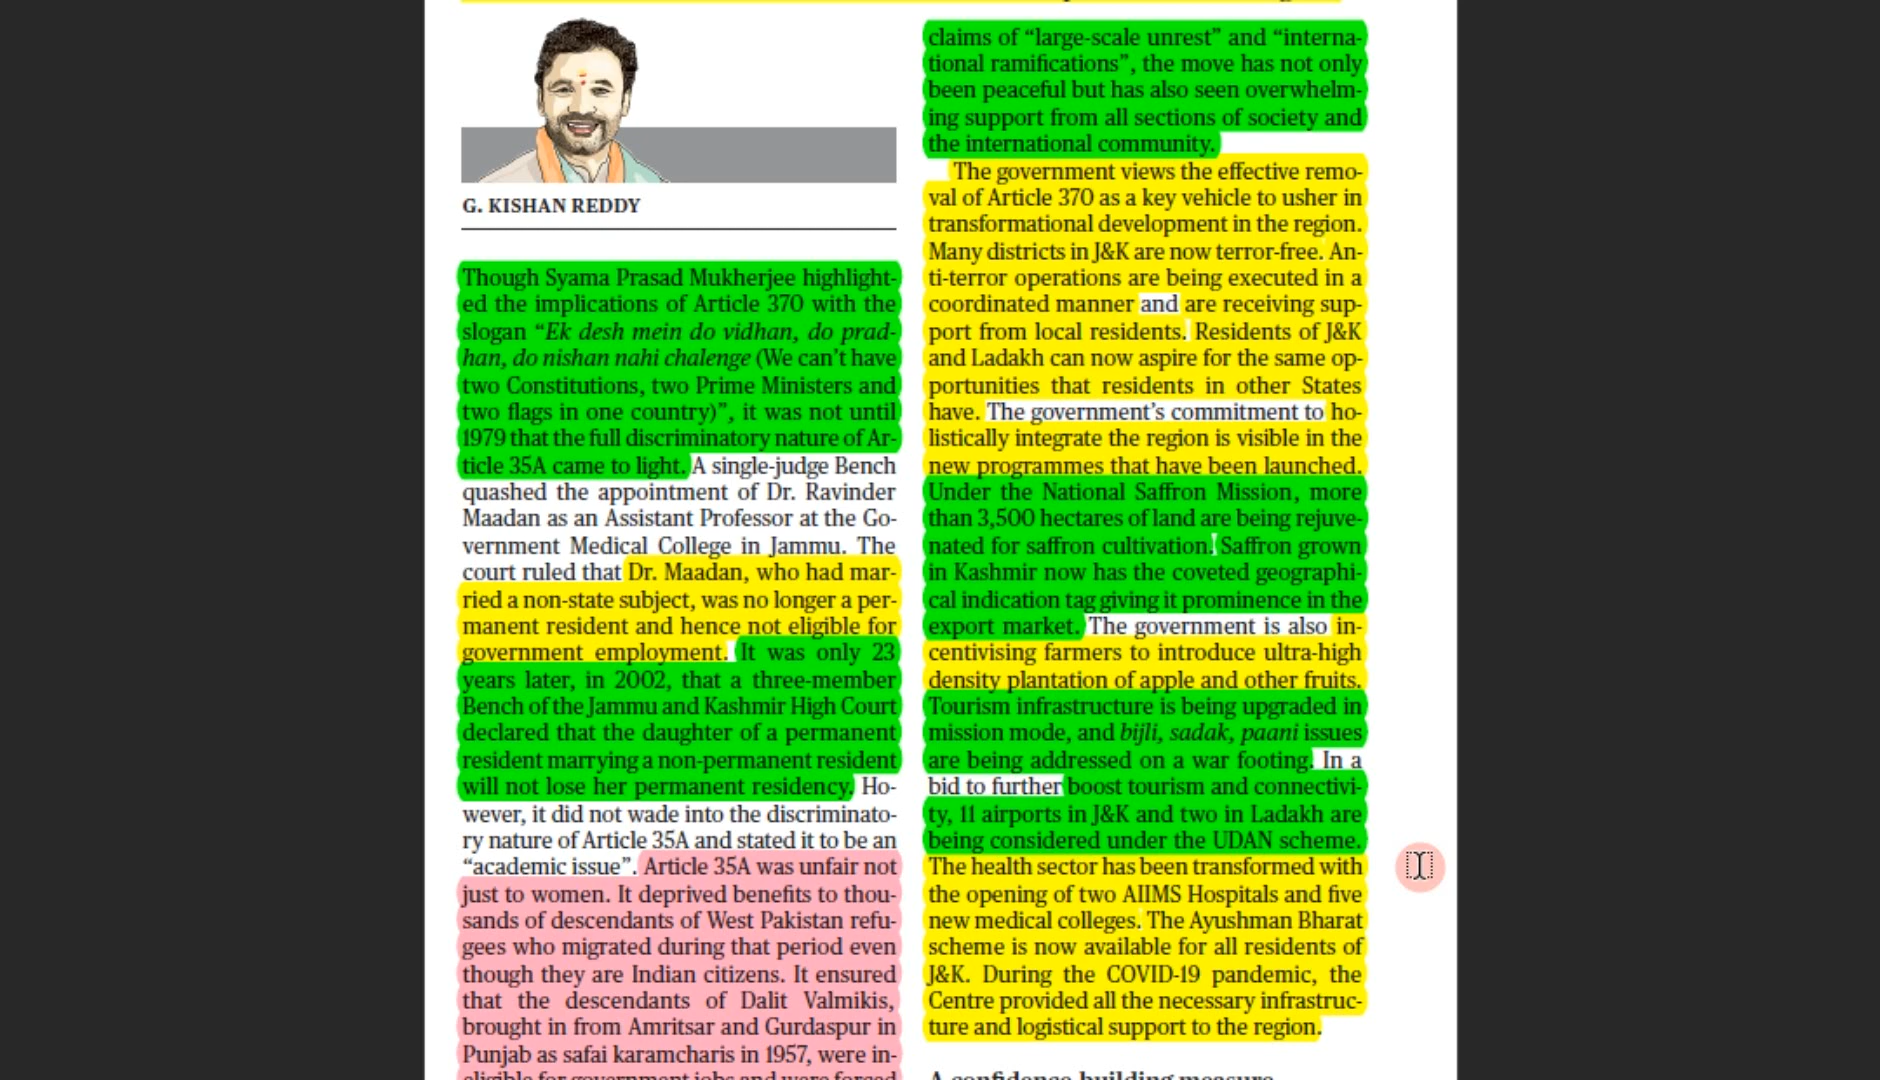 G. KISHAN REDDY
Though Syama Prasad Mukherjee highlight-
ed the implications of Article 370 with the
slogan “Ek desh mein do vidhan, do prad-
han, do nishan nahi chalenge (We can’t have
two Constitutions, two Prime Ministers and
two flags in one country)”, it was not until
1979 that the full discriminatory nature of Ar-
ticle 35A came to light. A single-judge Bench
quashed the appointment of Dr. Ravinder
Maadan as an Assistant Professor at the Go-
vernment Medical College in Jammu. The
court ruled that Dr. Maadan, who had mar-
ried a non-state subject, was no longer a per-
manent resident and hence not eligible for
government employment. It was only 23
years later, in 2002, that a three-member
Bench of the Jammu and Kashmir High Court
declared that the daughter of a permanent
resident marrying a non-permanent resident
will not lose her permanent residency. Ho-
wever, it did not wade into the discriminato-
ry nature of Article 35A and stated it to be an
“academic issue”. Article 35A was unfair not
just to women. It deprived benefits to thou-
sands of descendants of West Pakistan refu-
gees who migrated during that period even
though they are Indian citizens. It ensured
that the descendants of Dalit Valmikis,
brought in from Amritsar and Gurdaspur in
Punjab as safai karamcharis in 1957, were in-
eligible for government jobs and were forced
claims of “large-scale unrest” and “interna-
tional ramifications”, the move has not only
been peaceful but has also seen overwhelm-
ing support from all sections of society and
the international community.
The government views the effective remo-
val of Article 370 as a key vehicle to usher in
transformational development in the region.
Many districts in J&K are now terror-free. An-
ti-terror operations are being executed in a
coordinated manner and are receiving sup-
port from local residents. Residents of J&K
and Ladakh can now aspire for the same op-
portunities that residents in other States
have. The government’s commitment to ho-
listically integrate the region is visible in the
new programmes that have been launched.
Under the National Saffron Mission, more
than 3,500 hectares of land are being rejuve-
nated for saffron cultivation. Saffron grown
in Kashmir now has the coveted geographi-
cal indication tag giving it prominence in the
export market. The government is also in-
centivising farmers to introduce ultra-high
density plantation of apple and other fruits.
Tourism infrastructure is being upgraded in
mission mode, and bijli, sadak, paani issues
are being addressed on a war footing. In a
bid to further boost tourism and connectivi-
ty, 11 airports in J&K and two in Ladakh are
being considered under the UDAN scheme.
The health sector has been transformed with
the opening of two AIIMS Hospitals and five
new medical colleges. The Ayushman Bharat
scheme is now available for all residents of
J&K. During the COVID-19 pandemic, the
Centre provided all the necessary infrastruc-
ture and logistical support to the region.
A confidence-building measure